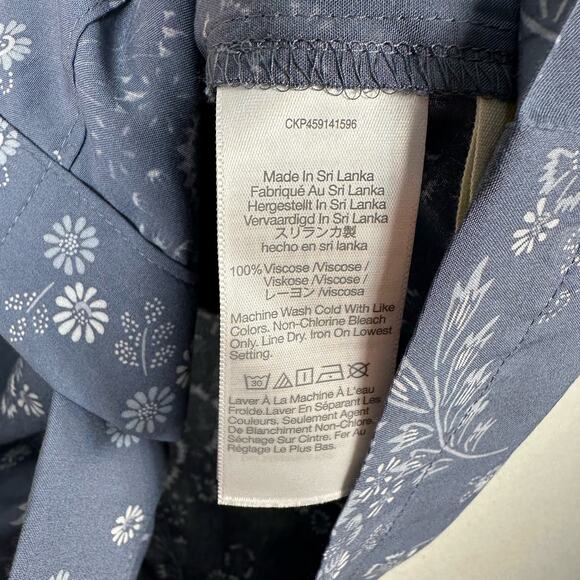 CKP459141596
Made In Sri Lanka
Fabriqué Au Sri Lanka
Hergestellt In Sri Lanka
Vervaardigd In Sri Lanka
スリランカ製
hecho en sri lanka
100% Viscose /Viscose /
Viskose /Viscose /
レーヨン /viscosa
Machine Wash Cold With Like
Colors. Non-Chlorine Bleach
Only. Line Dry. Iron On Lowest
Setting.
30
Laver À La Machine À L'eau
Froide.Laver En Séparant Les
Couleurs. Seulement Agent
De Blanchiment Non-Chlore.
Séchage Sur Cintre. Fer Au
Réglage Le Plus Bas.